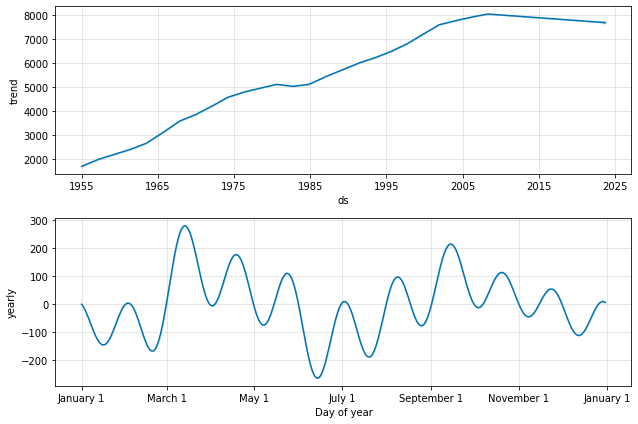 8000
7000
6000
5000
4000
3000
2000
trend
1955 1965 1975 1985 1995 2005 2015 2025
ds
300
200
100
0
−100
−200
yearly
January 1 March 1 May 1 July 1 September 1 November 1 January 1
Day of year